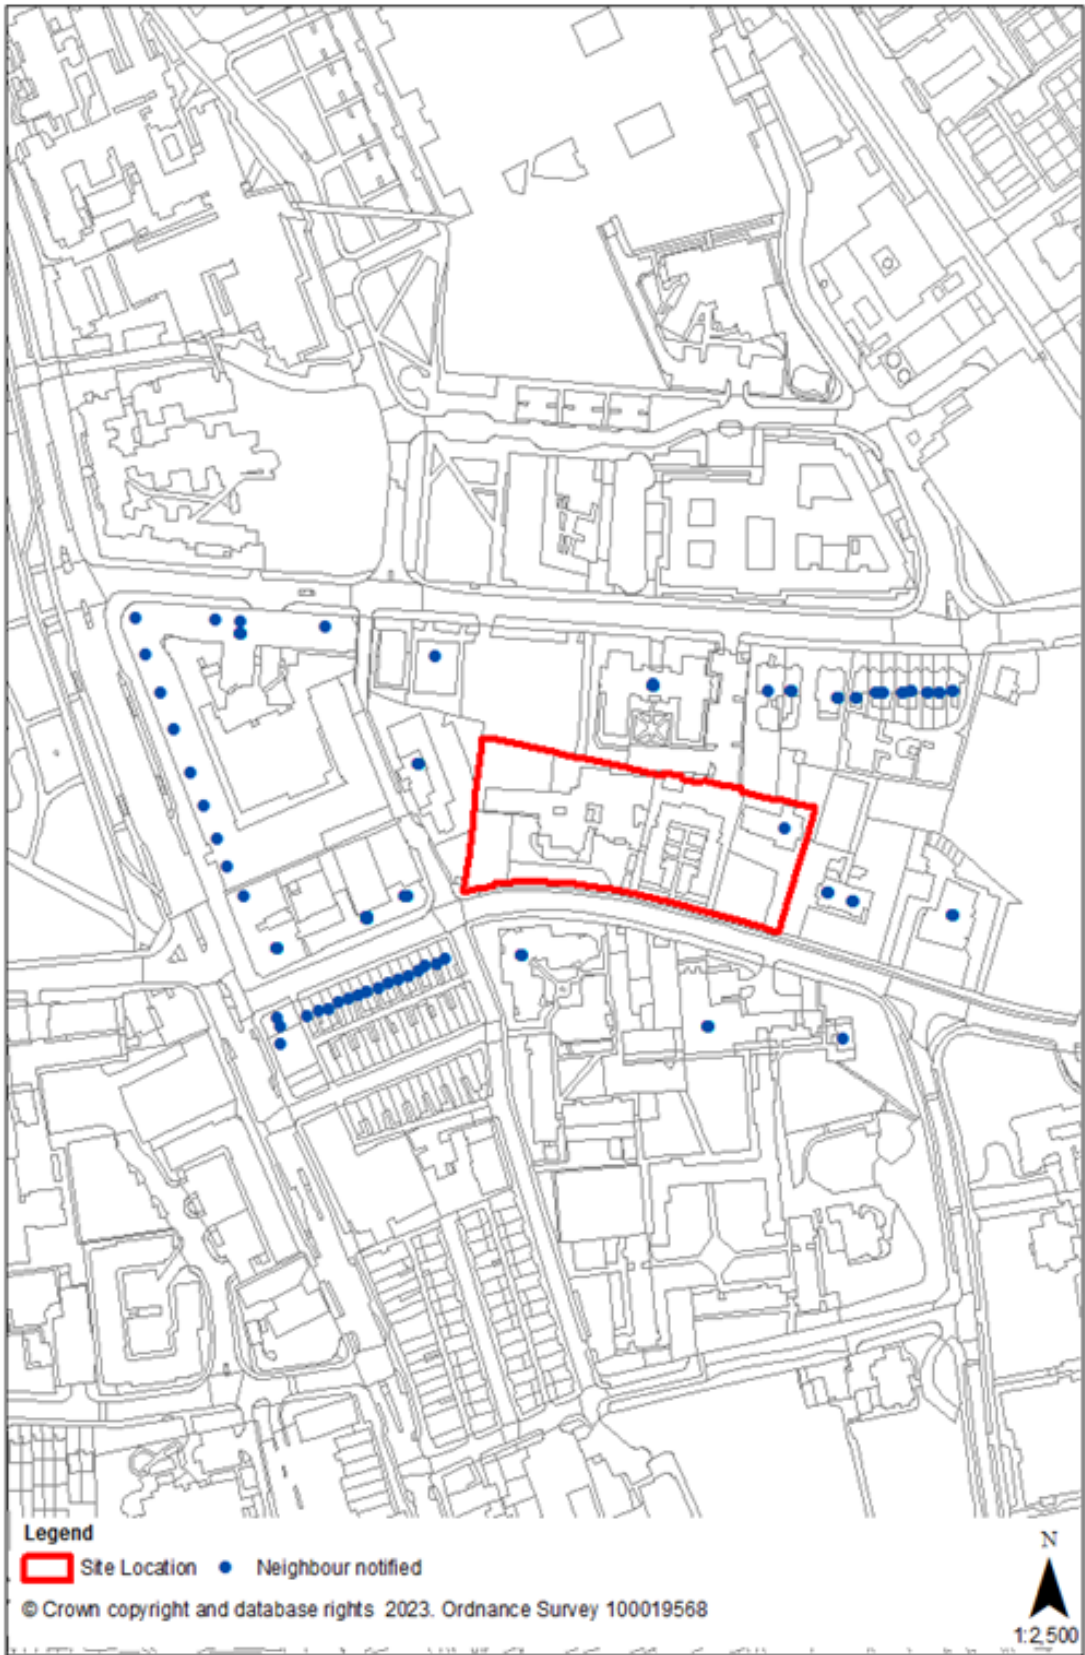 Legend
Site Location Neighbour notified
© Crown copyright and database rights 2023. Ordnance Survey 100019568
N
1:2,500